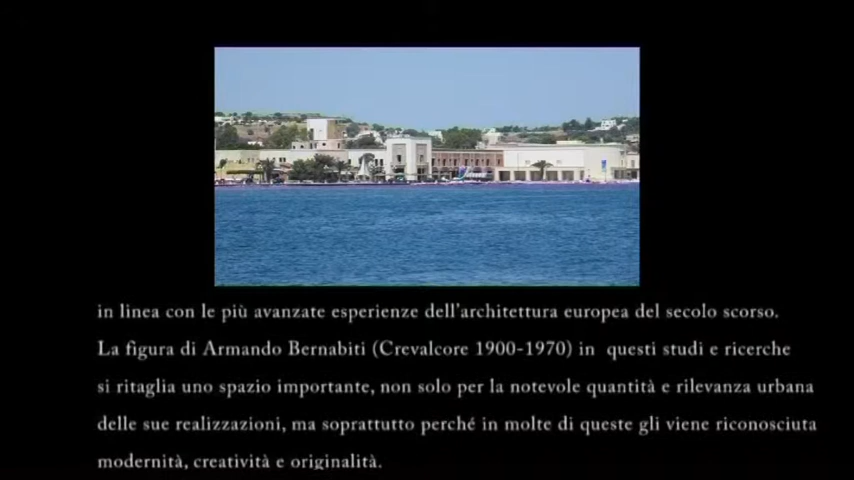 in linea con le più avanzate esperienze dell'architettura europea del secolo scorso.
La figura di Armando Bernabiti (Crevalcore 1900-1970) in questi studi e ricerche
si ritaglia uno spazio importante, non solo per la notevole quantità e rilevanza urbana
delle sue realizzazioni, ma soprattutto perché in molte di queste gli viene riconosciuta
modernità, creatività e originalità.